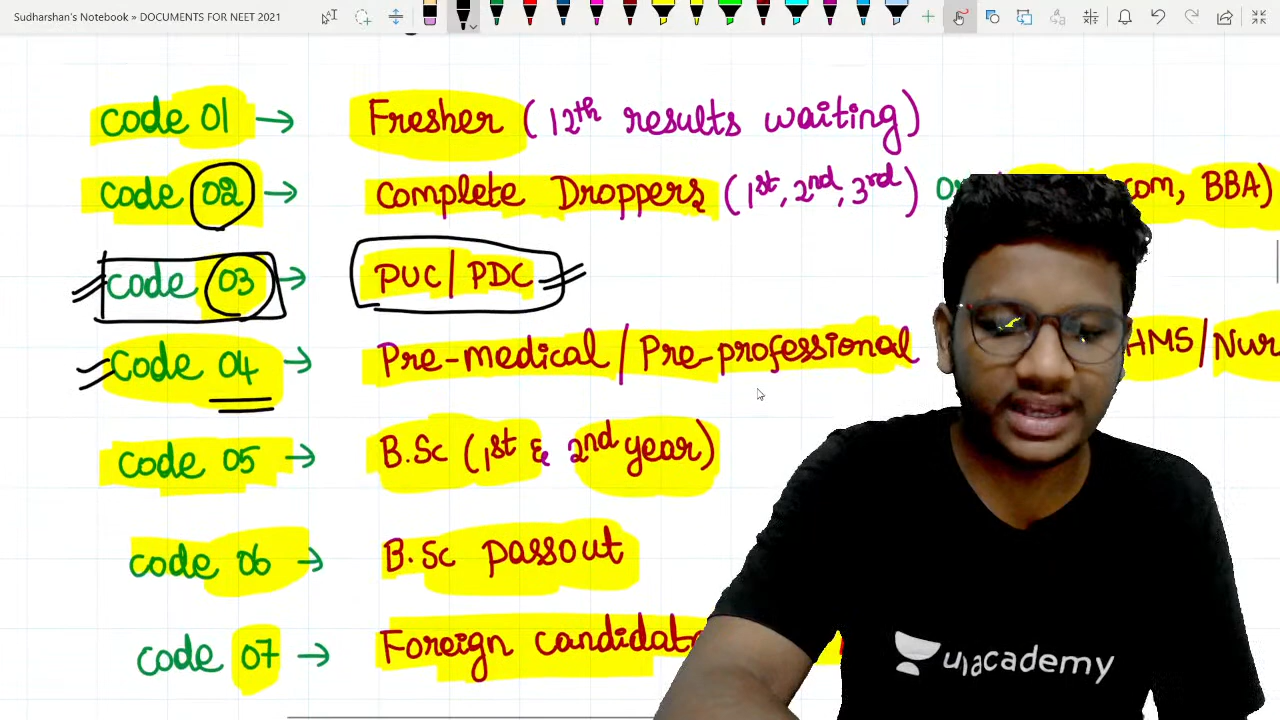 Sudharshan's Notebook » DOCUMENTS FOR NEET 2021
code 01 → Fresher (12th results waiting)
code 02 → Complete Droppers (1st, 2nd, 3rd) or com, BBA)
code 03 → PUC/PDC
Code 04 → Pre-medical/Pre-professional HMS/Nur
code 05 → B.Sc (1st & 2nd year)
code 06 → B.Sc passout
code 07 → Foreign candidat
unacademy